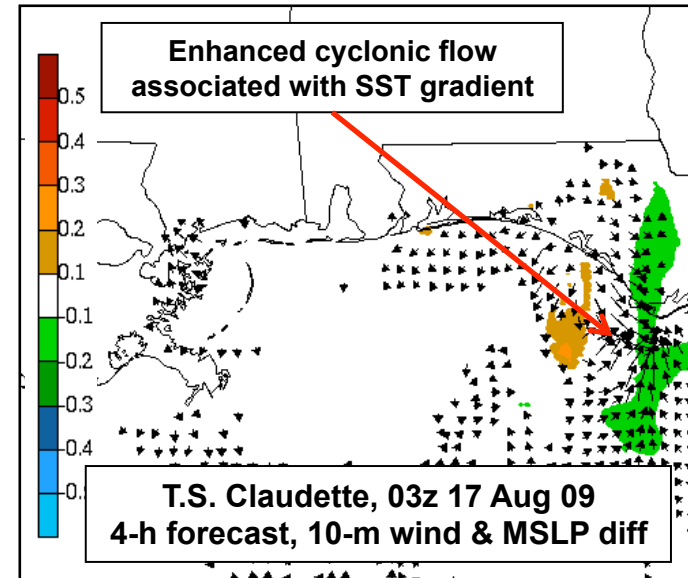 Enhanced cyclonic flow
associated with SST gradient
0.5
0.4
0.3
0.2
0.1
-0.1
-0.2
-0.3
-0.4
T.S. Claudette, 03z 17 Aug 09
4-h forecast, 10-m wind & MSLP diff